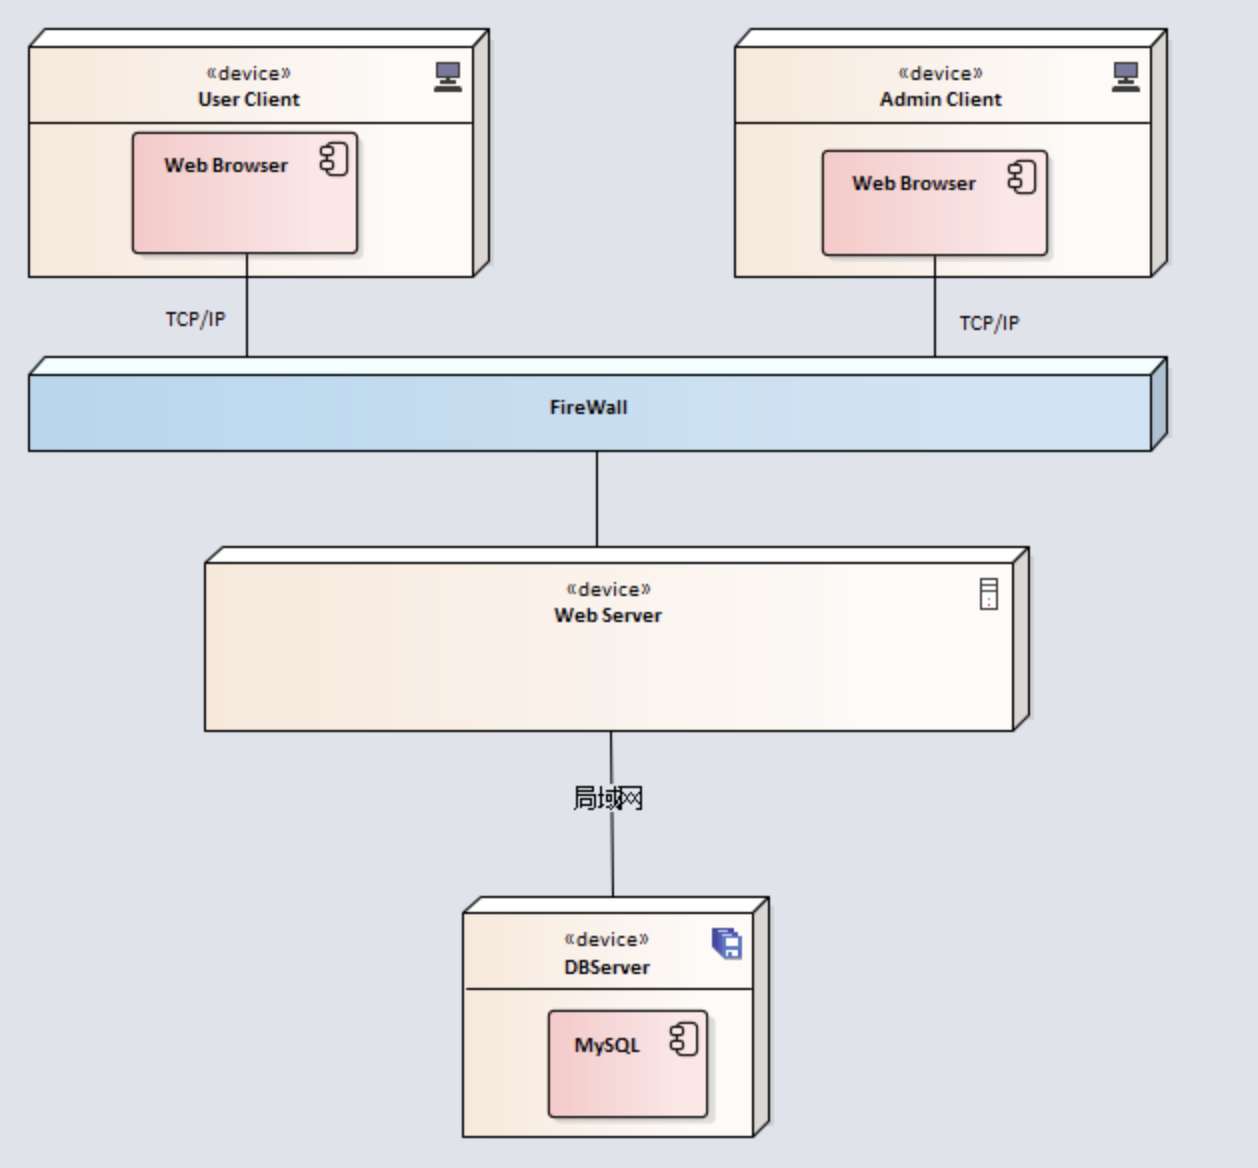 «device»
User Client
Web Browser
«device»
Admin Client
Web Browser
TCP/IP
TCP/IP
FireWall
«device»
Web Server
局域网
«device»
DBServer
MySQL